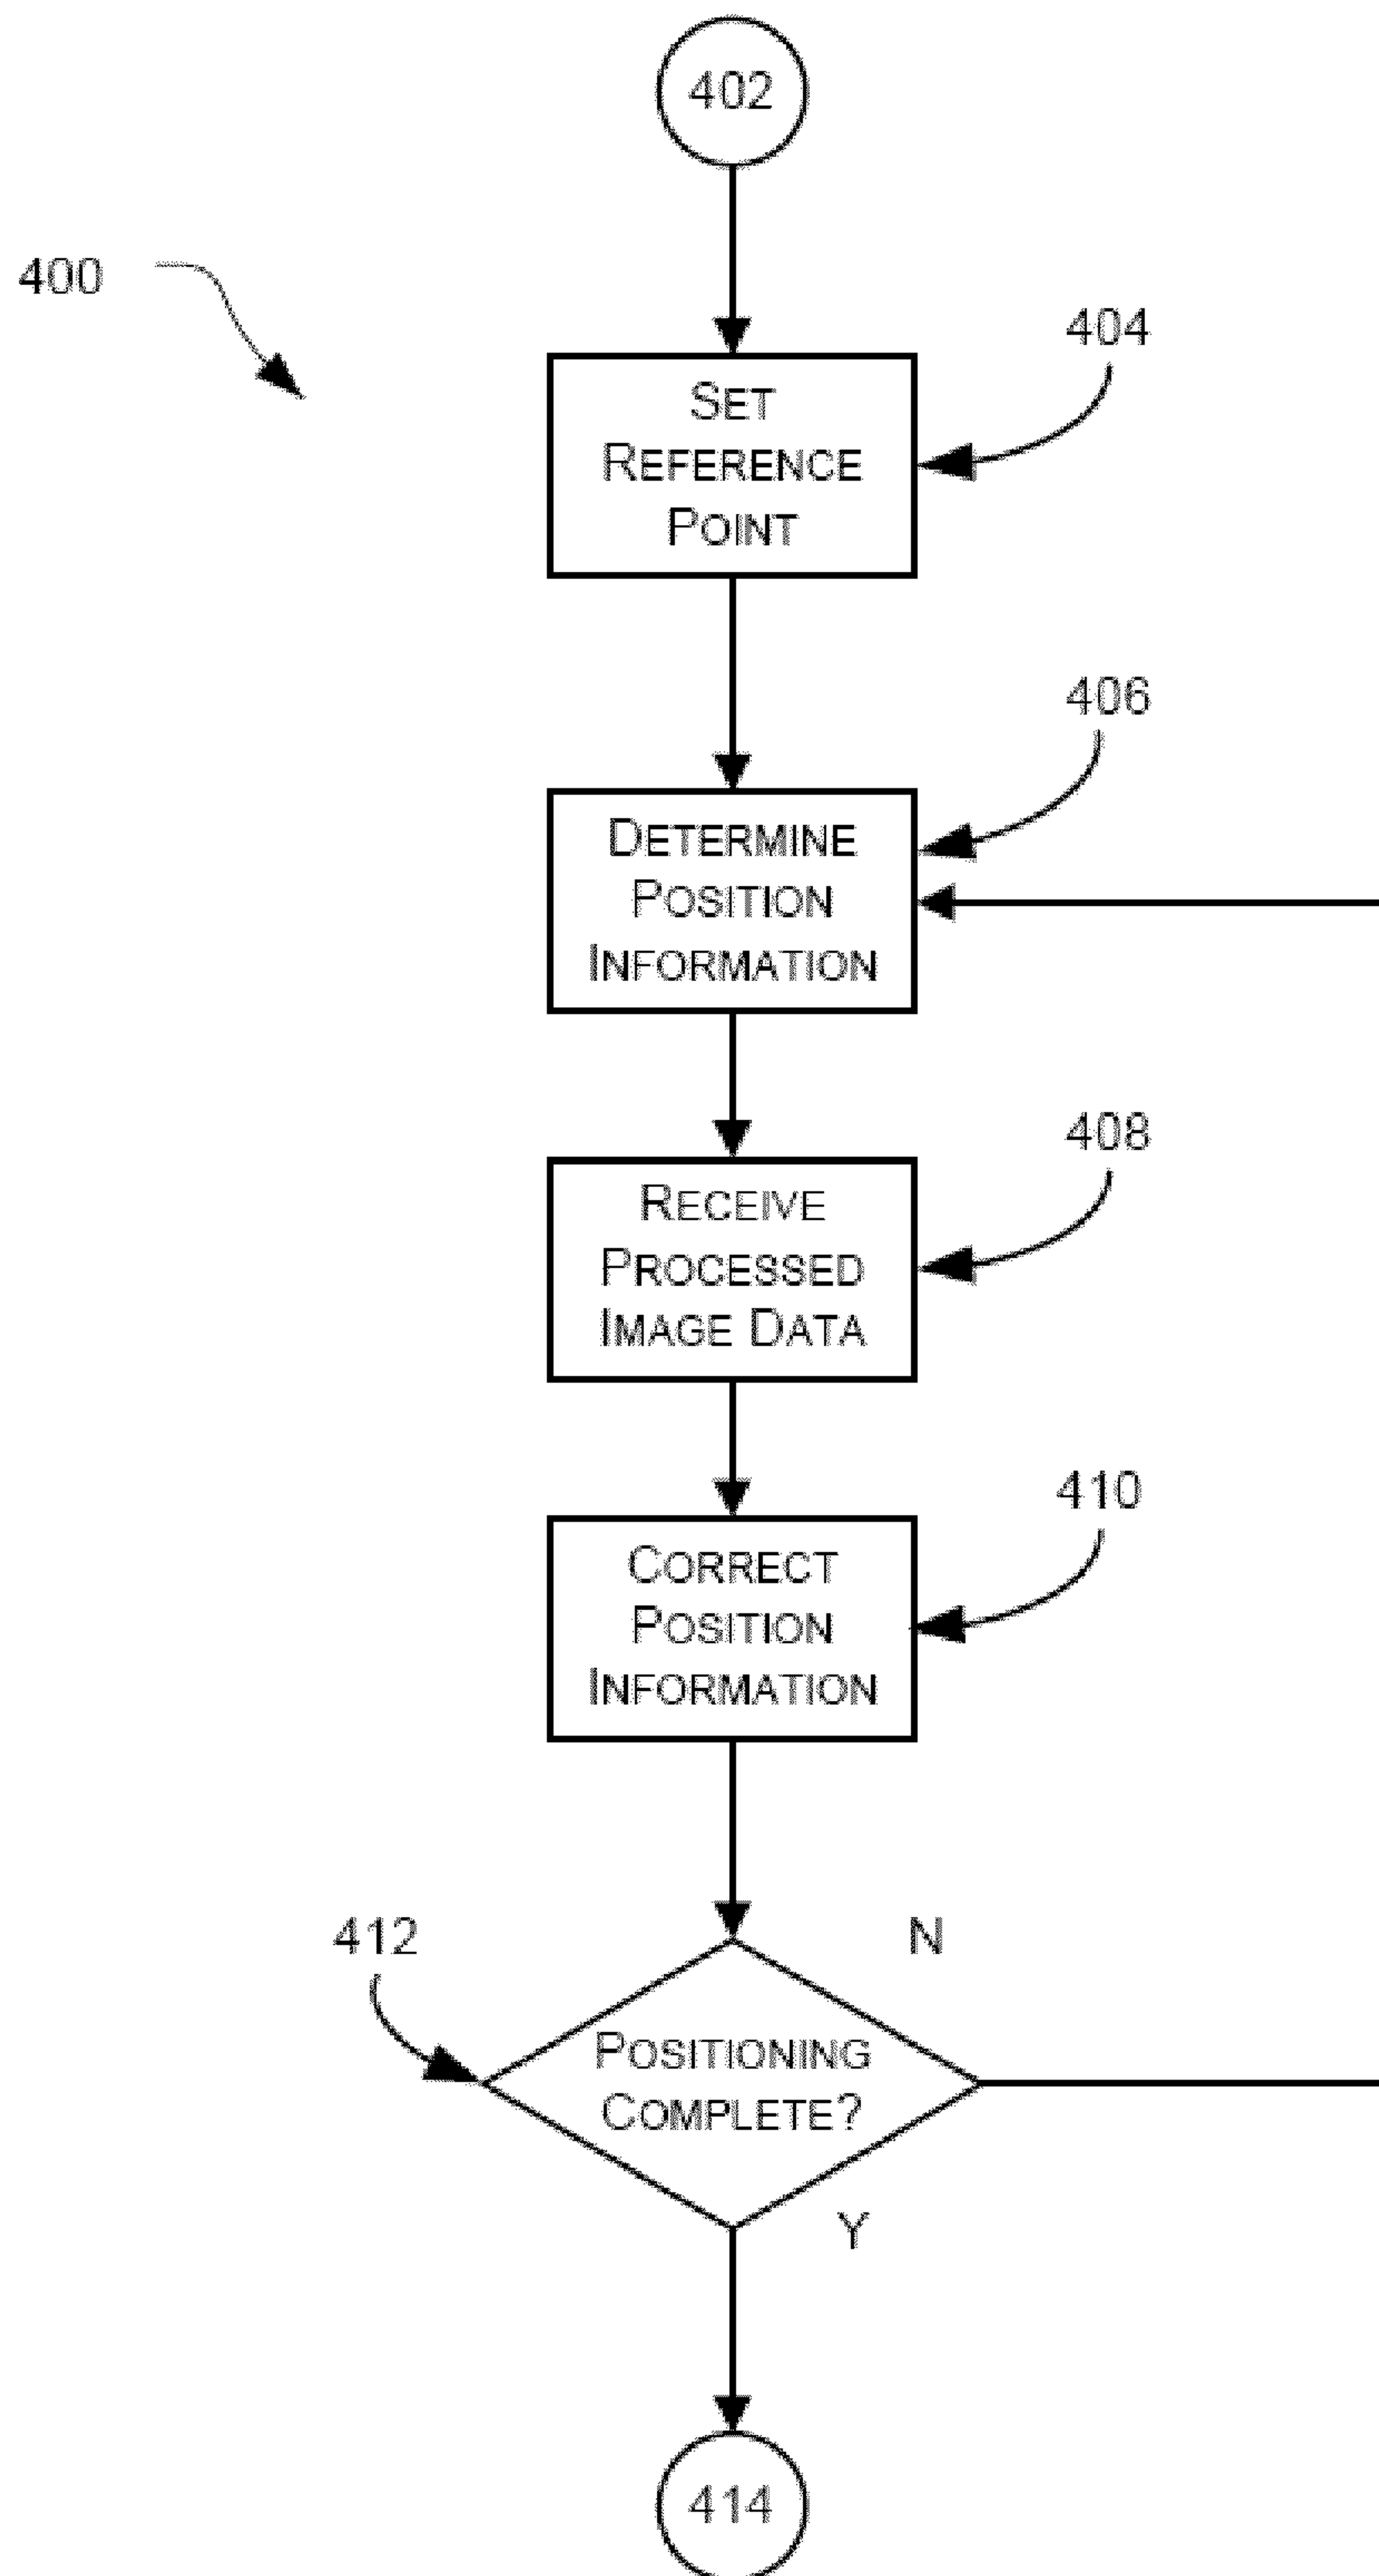 402
400
404
SET
REFERENCE
POINT
406
DETERMINE
POSITION
INFORMATION
408
RECEIVE
PROCESSED
IMAGE DATA
410
CORRECT
POSITION
INFORMATION
412
N
POSITIONING
COMPLETE?
Y
414